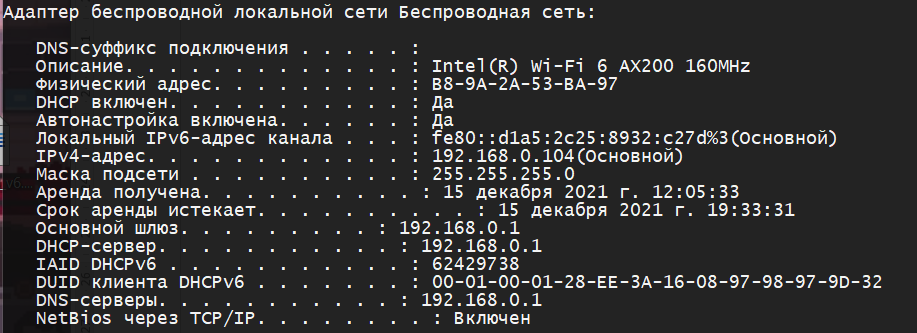 Адаптер беспроводной локальной сети Беспроводная сеть:
DNS-суффикс подключения . . . . . :
Описание. . . . . . . . . . . . . : Intel(R) Wi-Fi 6 AX200 160MHz
Физический адрес. . . . . . . . . : B8-9A-2A-53-BA-97
DHCP включен. . . . . . . . . . . : Да
Автонастройка включена. . . . . . : Да
Локальный IPv6-адрес канала . . . : fe80::d1a5:2c25:8932:c27d%3(Основной)
IPv4-адрес. . . . . . . . . . . . : 192.168.0.104(Основной)
Маска подсети . . . . . . . . . . : 255.255.255.0
Аренда получена. . . . . . . . . . : 15 декабря 2021 г. 12:05:33
Срок аренды истекает. . . . . . . . . . : 15 декабря 2021 г. 19:33:31
Основной шлюз. . . . . . . . . : 192.168.0.1
DHCP-сервер. . . . . . . . . . . : 192.168.0.1
IAID DHCPv6 . . . . . . . . . . . : 62429738
DUID клиента DHCPv6 . . . . . . . : 00-01-00-01-28-EE-3A-16-08-97-98-97-9D-32
DNS-серверы. . . . . . . . . . . : 192.168.0.1
NetBios через TCP/IP. . . . . . . . : Включен